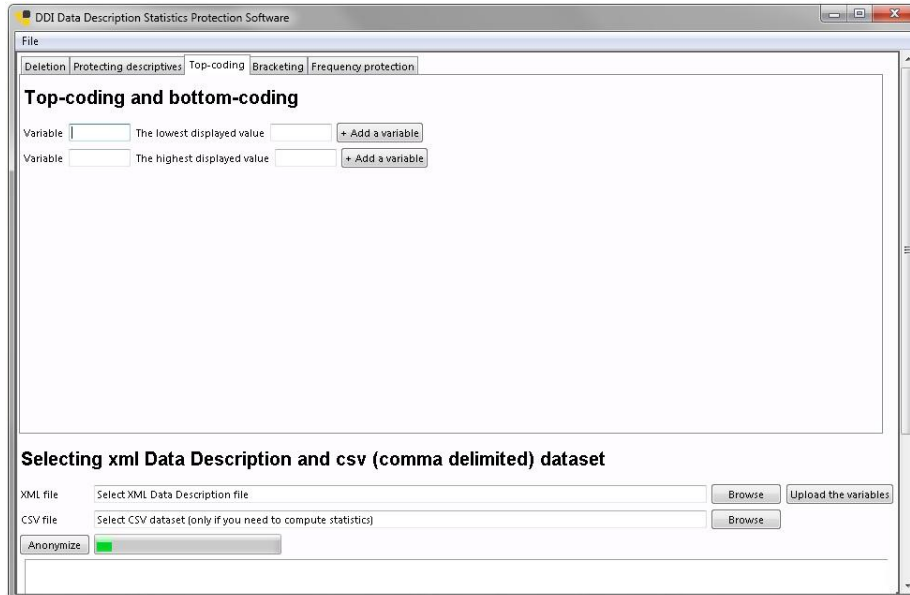 DDI Data Description Statistics Protection Software
File
Deletion Protecting descriptives Top-coding Bracketing Frequency protection
Top-coding and bottom-coding
Variable The lowest displayed value + Add a variable
Variable The highest displayed value + Add a variable
Selecting xml Data Description and csv (comma delimited) dataset
XML file Select XML Data Description file Browse Upload the variables
CSV file Select CSV dataset (only if you need to compute statistics) Browse
Anonymize